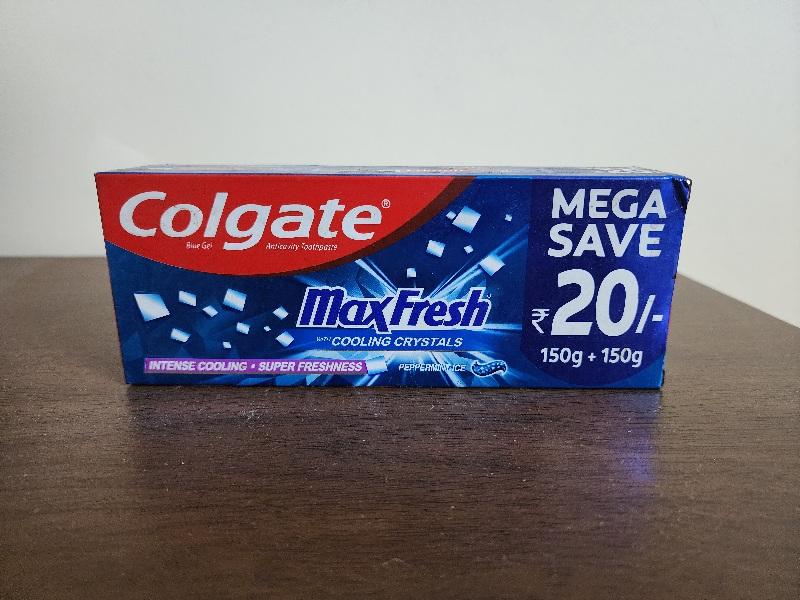 Colgate®
Blue Gel Anticavity Toothpaste
MaxFresh
WITH COOLING CRYSTALS
INTENSE COOLING • SUPER FRESHNESS
PEPPERMINT ICE
MEGA
SAVE
₹20/-
150g + 150g